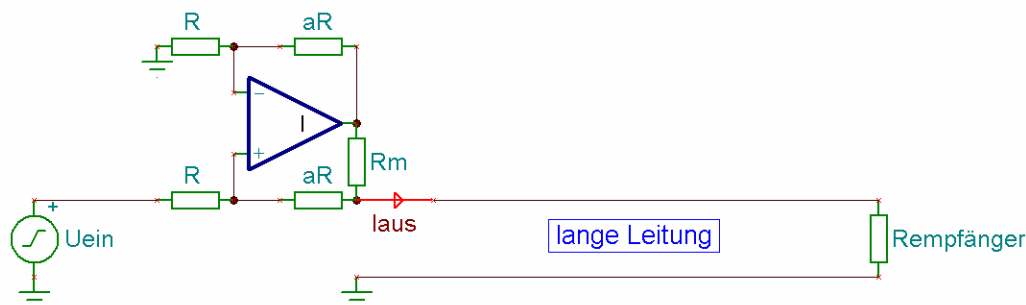 R
aR
−
I
+
Rm
R
aR
+
Uein
Iaus
lange Leitung
Rempfänger